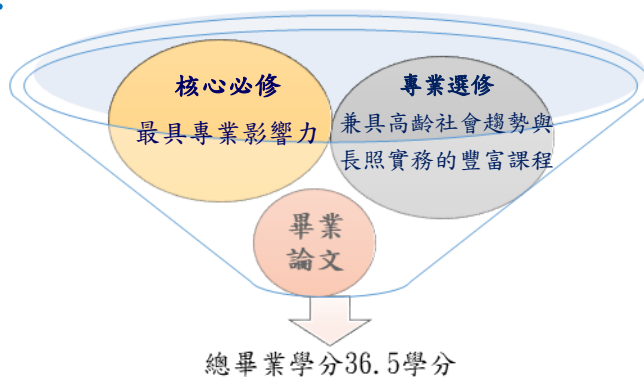 核心必修
最具專業影響力
專業選修
兼具高齡社會趨勢與
長照實務的豐富課程
畢業
論文
總畢業學分36.5學分